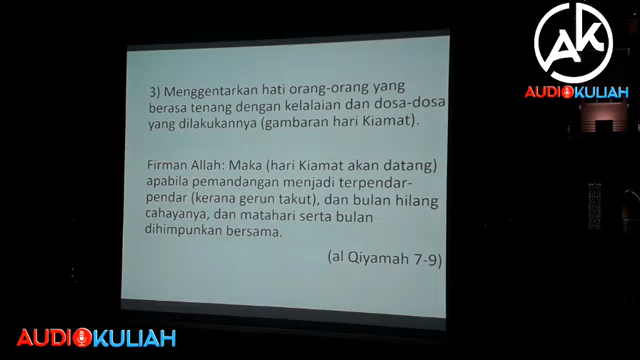 3) Menggentarkan hati orang-orang yang
berasa tenang dengan kelalaian dan dosa-dosa
yang dilakukannya (gambaran hari Kiamat).
Firman Allah: Maka (hari Kiamat akan datang)
apabila pemandangan menjadi terpendar-
pendar (kerana gerun takut), dan bulan hilang
cahayanya, dan matahari serta bulan
dihimpunkan bersama.
(al Qiyamah 7-9)
AK
AUDIOKULIAH
AUDIOKULIAH